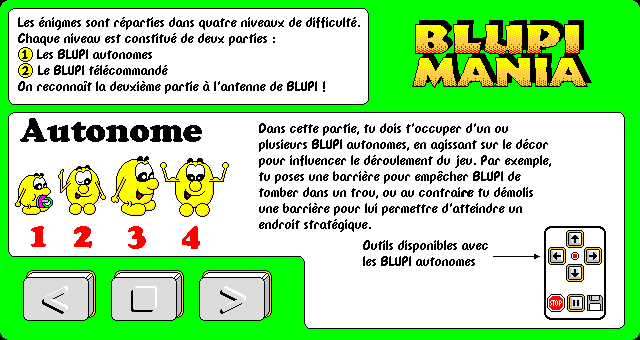 Les énigmes sont réparties dans quatre niveaux de difficulté.
Chaque niveau est constitué de deux parties :
1 Les BLUPI autonomes
2 Le BLUPI télécommandé
On reconnaît la deuxième partie à l'antenne de BLUPI !
BLUPI
MANIA
Autonome
1 2 3 4
Dans cette partie, tu dois t'occuper d'un ou
plusieurs BLUPI autonomes, en agissant sur le décor
pour influencer le déroulement du jeu. Par exemple,
tu poses une barrière pour empêcher BLUPI de
tomber dans un trou, ou au contraire tu démolis
une barrière pour lui permettre d'atteindre un
endroit stratégique.
Outils disponibles avec
les BLUPI autonomes
STOP